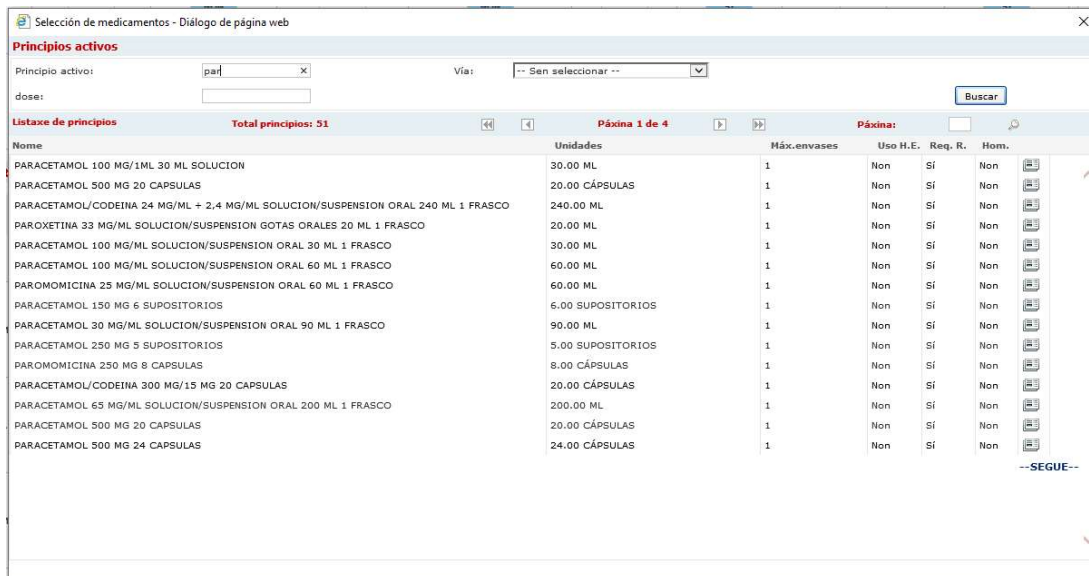 Selección de medicamentos - Diálogo de página web
Principios activos
Principio activo: par Vía: -- Sen seleccionar --
dose: Buscar
Listaxe de principios Total principios: 51 Páxina 1 de 4 Páxina:
Nome Unidades Máx.envases Uso H.E. Req. R. Hom.
PARACETAMOL 100 MG/1ML 30 ML SOLUCION 30.00 ML 1 Non Sí Non
PARACETAMOL 500 MG 20 CAPSULAS 20.00 CÁPSULAS 1 Non Sí Non
PARACETAMOL/CODEINA 24 MG/ML + 2,4 MG/ML SOLUCION/SUSPENSION ORAL 240 ML 1 FRASCO 240.00 ML 1 Non Sí Non
PAROXETINA 33 MG/ML SOLUCION/SUSPENSION GOTAS ORALES 20 ML 1 FRASCO 20.00 ML 1 Non Sí Non
PARACETAMOL 100 MG/ML SOLUCION/SUSPENSION ORAL 30 ML 1 FRASCO 30.00 ML 1 Non Sí Non
PARACETAMOL 100 MG/ML SOLUCION/SUSPENSION ORAL 60 ML 1 FRASCO 60.00 ML 1 Non Sí Non
PAROMOMICINA 25 MG/ML SOLUCION/SUSPENSION ORAL 60 ML 1 FRASCO 60.00 ML 1 Non Sí Non
PARACETAMOL 150 MG 6 SUPOSITORIOS 6.00 SUPOSITORIOS 1 Non Sí Non
PARACETAMOL 30 MG/ML SOLUCION/SUSPENSION ORAL 90 ML 1 FRASCO 90.00 ML 1 Non Sí Non
PARACETAMOL 250 MG 5 SUPOSITORIOS 5.00 SUPOSITORIOS 1 Non Sí Non
PAROMOMICINA 250 MG 8 CAPSULAS 8.00 CÁPSULAS 1 Non Sí Non
PARACETAMOL/CODEINA 300 MG/15 MG 20 CAPSULAS 20.00 CÁPSULAS 1 Non Sí Non
PARACETAMOL 65 MG/ML SOLUCION/SUSPENSION ORAL 200 ML 1 FRASCO 200.00 ML 1 Non Sí Non
PARACETAMOL 500 MG 20 CAPSULAS 20.00 CÁPSULAS 1 Non Sí Non
PARACETAMOL 500 MG 24 CAPSULAS 24.00 CÁPSULAS 1 Non Sí Non
--SEGUE--